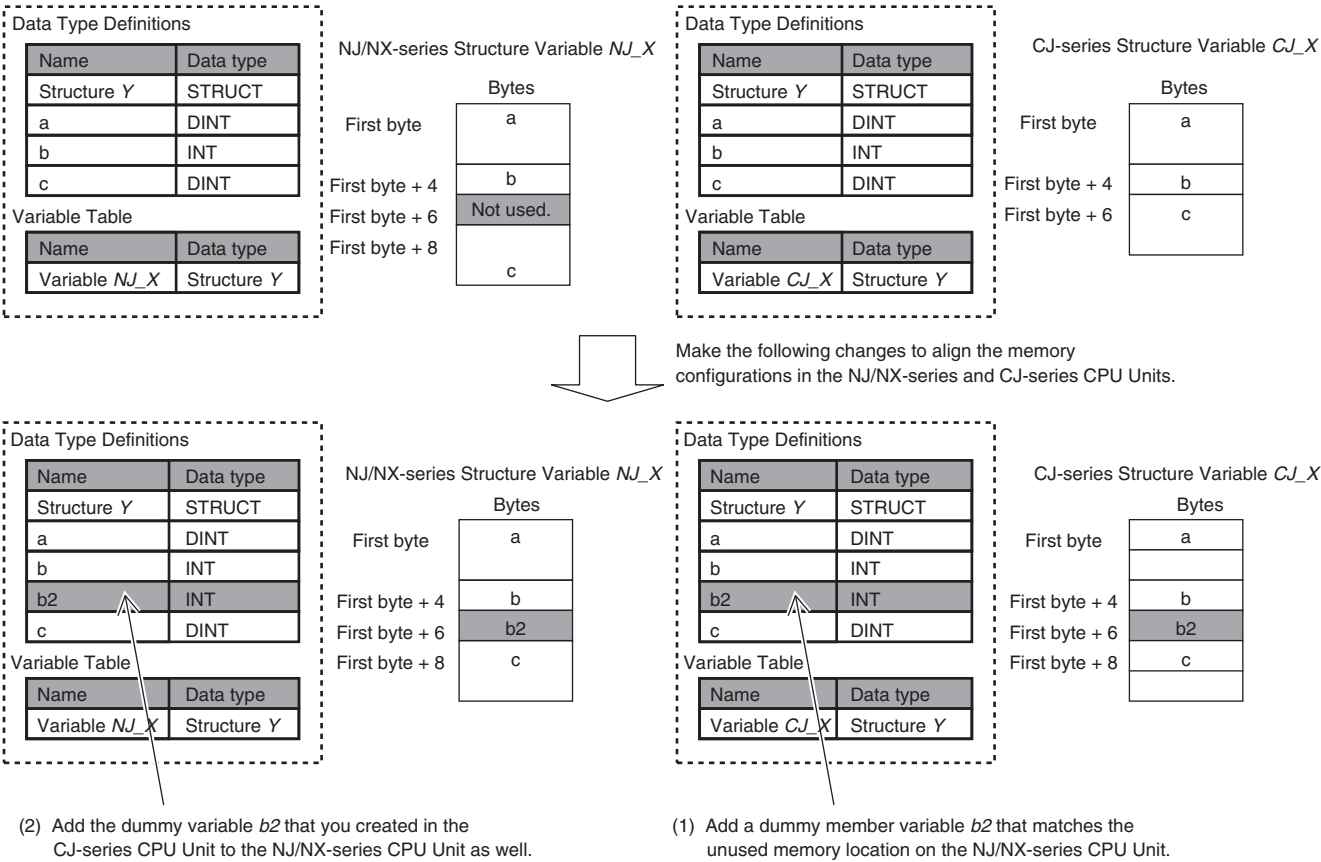 Data Type Definitions
Name Data type
Structure Y STRUCT
a DINT
b INT
c DINT
Variable Table
Name Data type
Variable NJ_X Structure Y
NJ/NX-series Structure Variable NJ_X
Bytes
First byte a
First byte + 4 b
First byte + 6 Not used.
First byte + 8
c
Data Type Definitions
Name Data type
Structure Y STRUCT
a DINT
b INT
c DINT
Variable Table
Name Data type
Variable CJ_X Structure Y
CJ-series Structure Variable CJ_X
Bytes
First byte a
First byte + 4 b
First byte + 6 c
Make the following changes to align the memory
configurations in the NJ/NX-series and CJ-series CPU Units.
Data Type Definitions
Name Data type
Structure Y STRUCT
a DINT
b INT
b2 INT
c DINT
Variable Table
Name Data type
Variable NJ_X Structure Y
NJ/NX-series Structure Variable NJ_X
Bytes
First byte a
First byte + 4 b
First byte + 6 b2
First byte + 8 c
Data Type Definitions
Name Data type
Structure Y STRUCT
a DINT
b INT
b2 INT
c DINT
Variable Table
Name Data type
Variable CJ_X Structure Y
CJ-series Structure Variable CJ_X
Bytes
First byte a
First byte + 4 b
First byte + 6 b2
First byte + 8 c
(2) Add the dummy variable b2 that you created in the
CJ-series CPU Unit to the NJ/NX-series CPU Unit as well.
(1) Add a dummy member variable b2 that matches the
unused memory location on the NJ/NX-series CPU Unit.